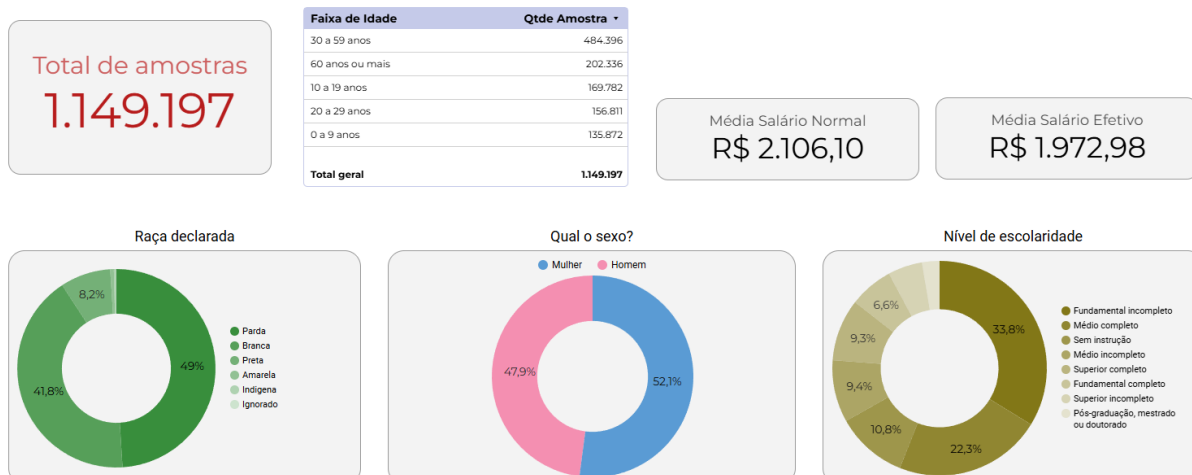 Total de amostras
1.149.197
Faixa de Idade Qtde Amostra
30 a 59 anos 484.396
60 anos ou mais 202.336
10 a 19 anos 169.782
20 a 29 anos 156.811
0 a 9 anos 135.872
Total geral 1.149.197
Média Salário Normal
R$ 2.106,10
Média Salário Efetivo
R$ 1.972,98
Raça declarada
8,2%
49%
41,8%
Parda
Branca
Preta
Amarela
Indigena
Ignorado
Qual o sexo?
Mulher Homem
47,9%
52,1%
Nível de escolaridade
6,6%
33,8%
9,3%
9,4%
10,8%
22,3%
Fundamental incompleto
Médio completo
Sem instrução
Médio incompleto
Superior completo
Fundamental completo
Superior incompleto
Pós-graduação, mestrado
ou doutorado